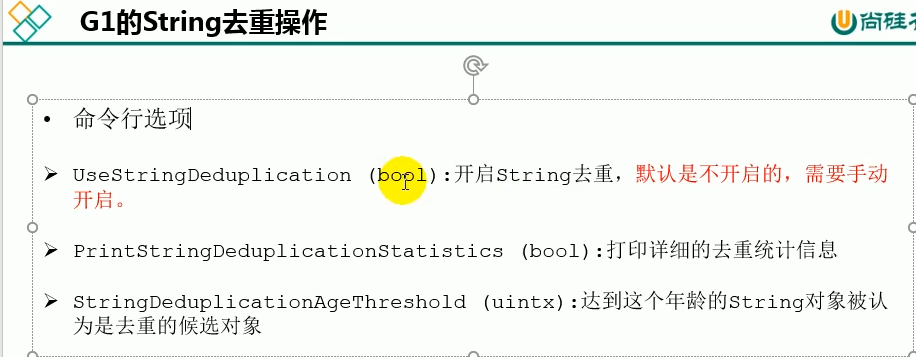 G1的String去重操作
尚硅
• 命令行选项
➢ UseStringDeduplication (bool):开启String去重，默认是不开启的，需要手动
开启。
➢ PrintStringDeduplicationStatistics (bool):打印详细的去重统计信息
➢ StringDeduplicationAgeThreshold (uintx):达到这个年龄的String对象被认
为是去重的候选对象